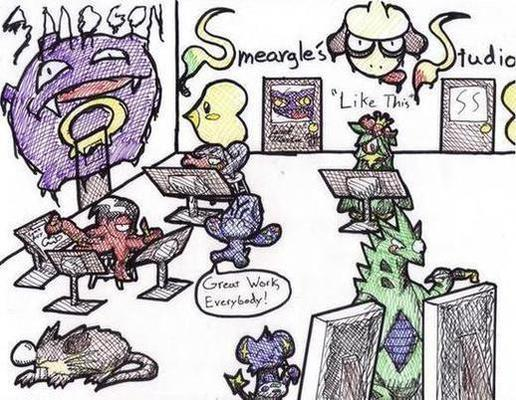 SMOGON
Smeargle's Studio
"Like This"
SS
Great Work,
Everybody!